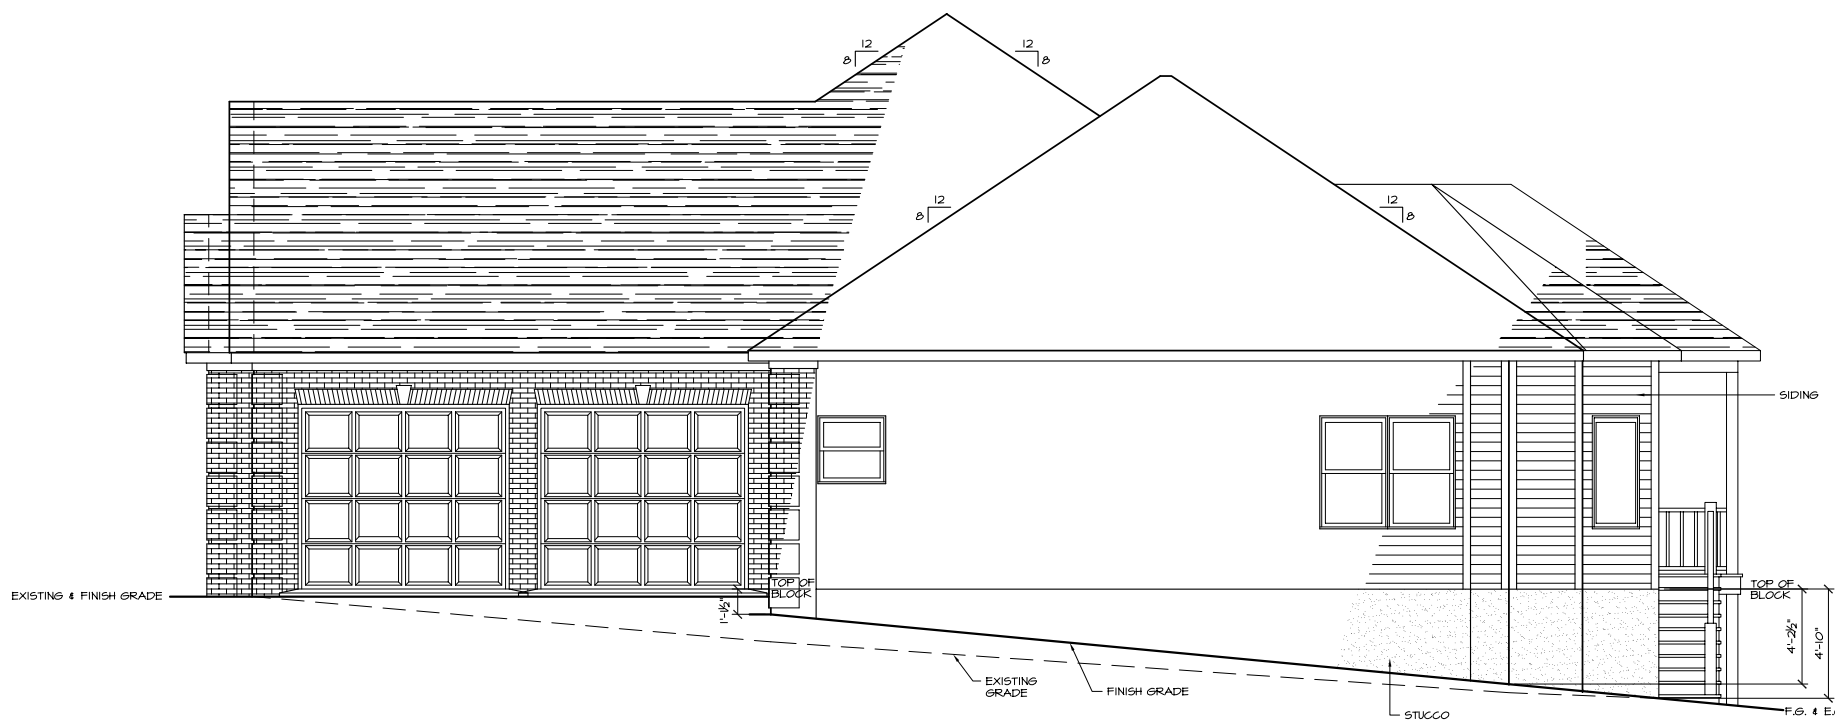 12
8
12
8
12
8
12
8
SIDING
TOP OF
BLOCK
EXISTING & FINISH GRADE
1'-1½"
TOP OF
BLOCK
4'-2½"
4'-10"
EXISTING
GRADE
FINISH GRADE
STUCCO
F.G. & E.